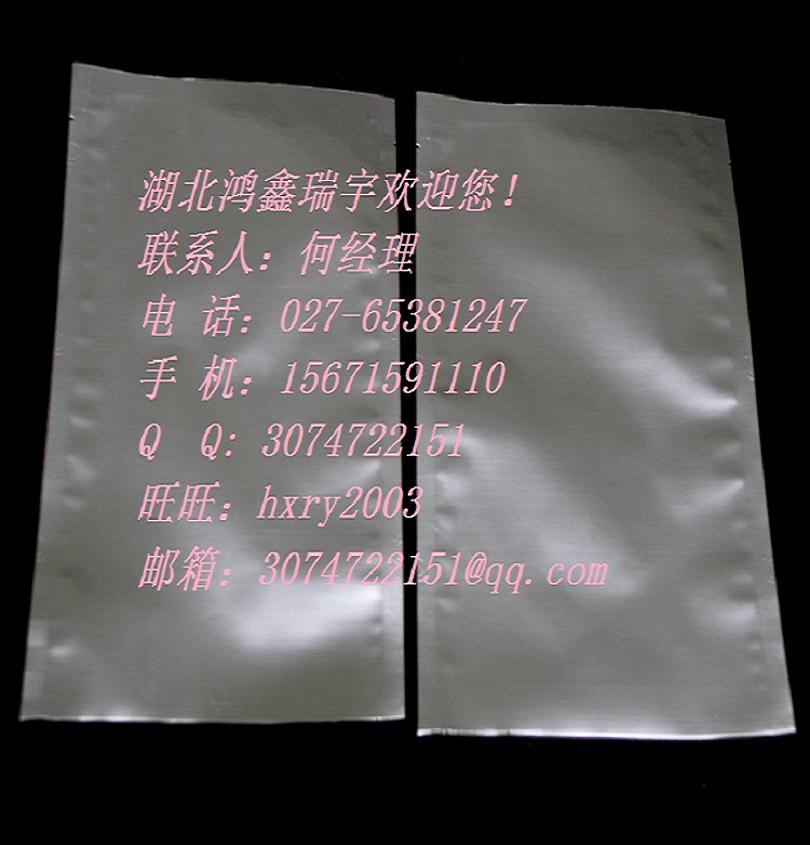 湖北鸿鑫瑞宇欢迎您！
联系人：何经理
电 话：027-65381247
手 机：15671591110
Q Q：3074722151
旺旺：hxry2003
邮箱：3074722151@qq.com